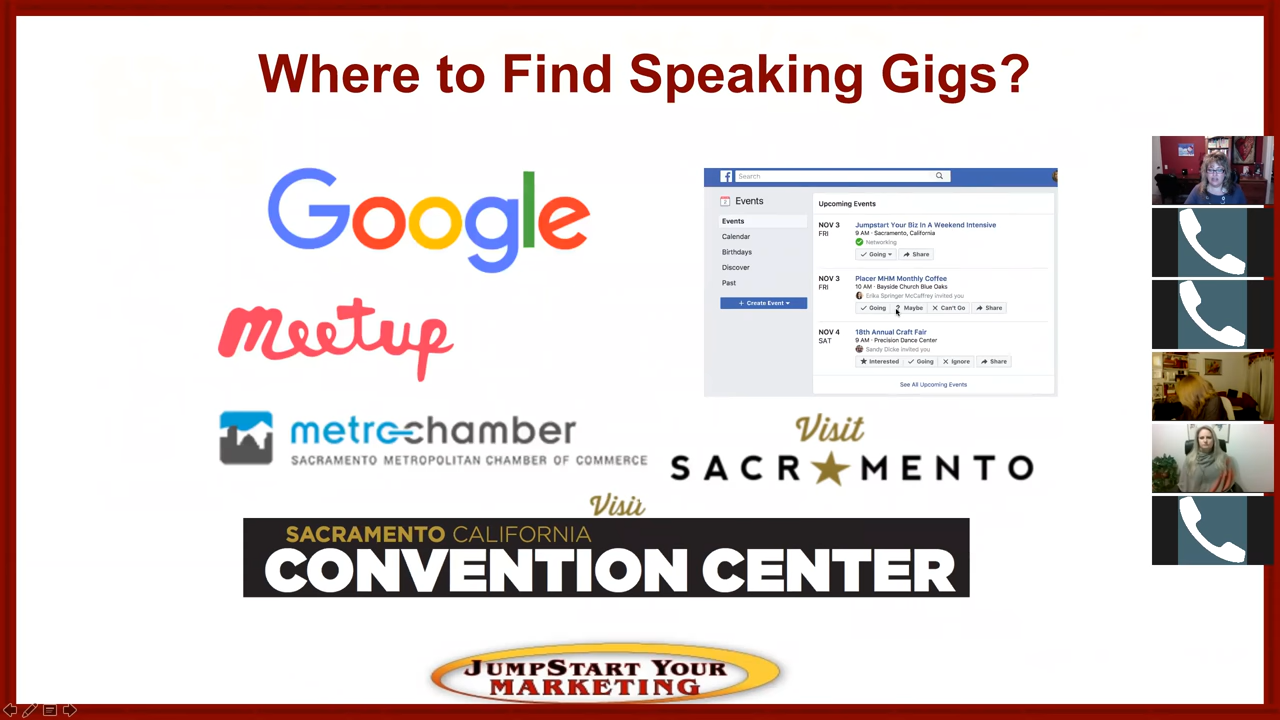 Where to Find Speaking Gigs?
Google
meetup
metro-chamber
SACRAMENTO METROPOLITAN CHAMBER OF COMMERCE
Search
Events
Events
Calendar
Birthdays
Discover
Past
+ Create Event
Upcoming Events
NOV 3
FRI
Jumpstart Your Biz In A Weekend Intensive
9 AM · Sacramento, California
Networking
Going
Share
NOV 3
FRI
Placer MHM Monthly Coffee
10 AM · Bayside Church Blue Oaks
Erika Springer McCaffrey invited you
Going
? Maybe
Can't Go
Share
NOV 4
SAT
18th Annual Craft Fair
9 AM · Precision Dance Center
Sandy Dicke invited you
Interested
Going
Ignore
Share
See All Upcoming Events
Visit
SACRAMENTO
Visit
SACRAMENTO CALIFORNIA
CONVENTION CENTER
JUMPSTART YOUR
MARKETING